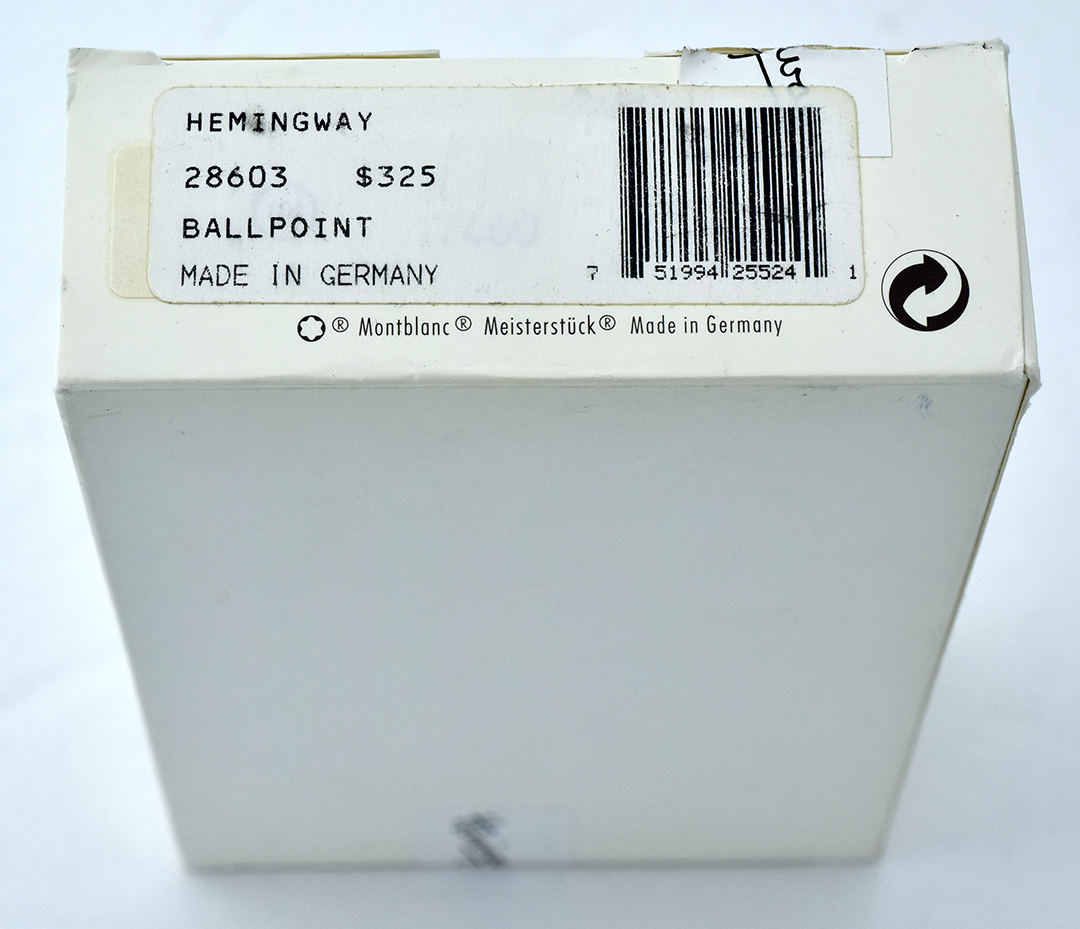 HEMINGWAY
28603 $325
BALLPOINT
MADE IN GERMANY
7 51994 25524 1
® Montblanc® Meisterstück® Made in Germany